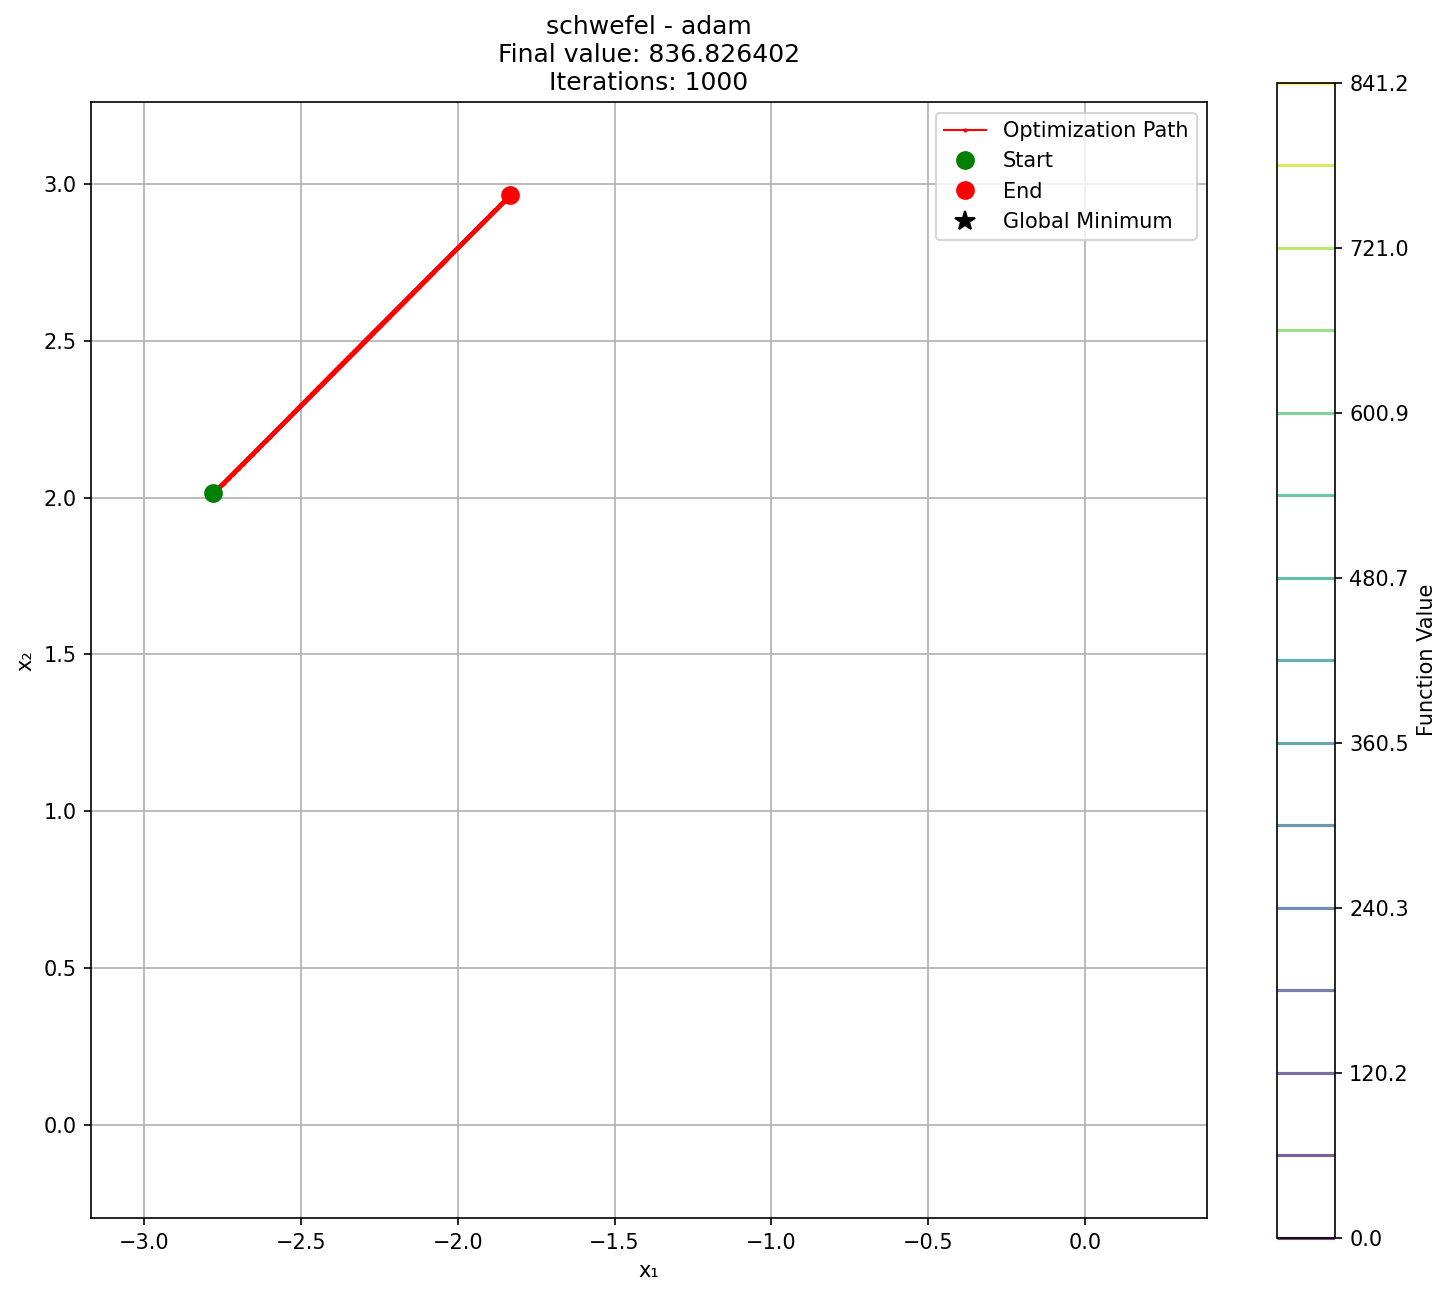 schwefel - adam
Final value: 836.826402
Iterations: 1000
Optimization Path
Start
End
Global Minimum
3.0
2.5
2.0
1.5
1.0
0.5
0.0
x₂
−3.0
−2.5
−2.0
−1.5
−1.0
−0.5
0.0
x₁
841.2
721.0
600.9
480.7
360.5
240.3
120.2
0.0
Function Value